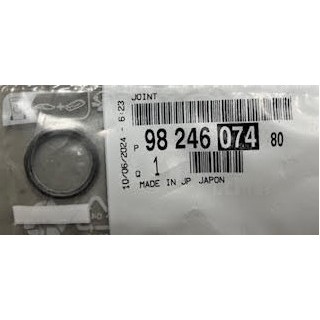 JOINT
10/06/2024 - 6:23
P 98 246 074 80
Q 1
MADE IN JP JAPON